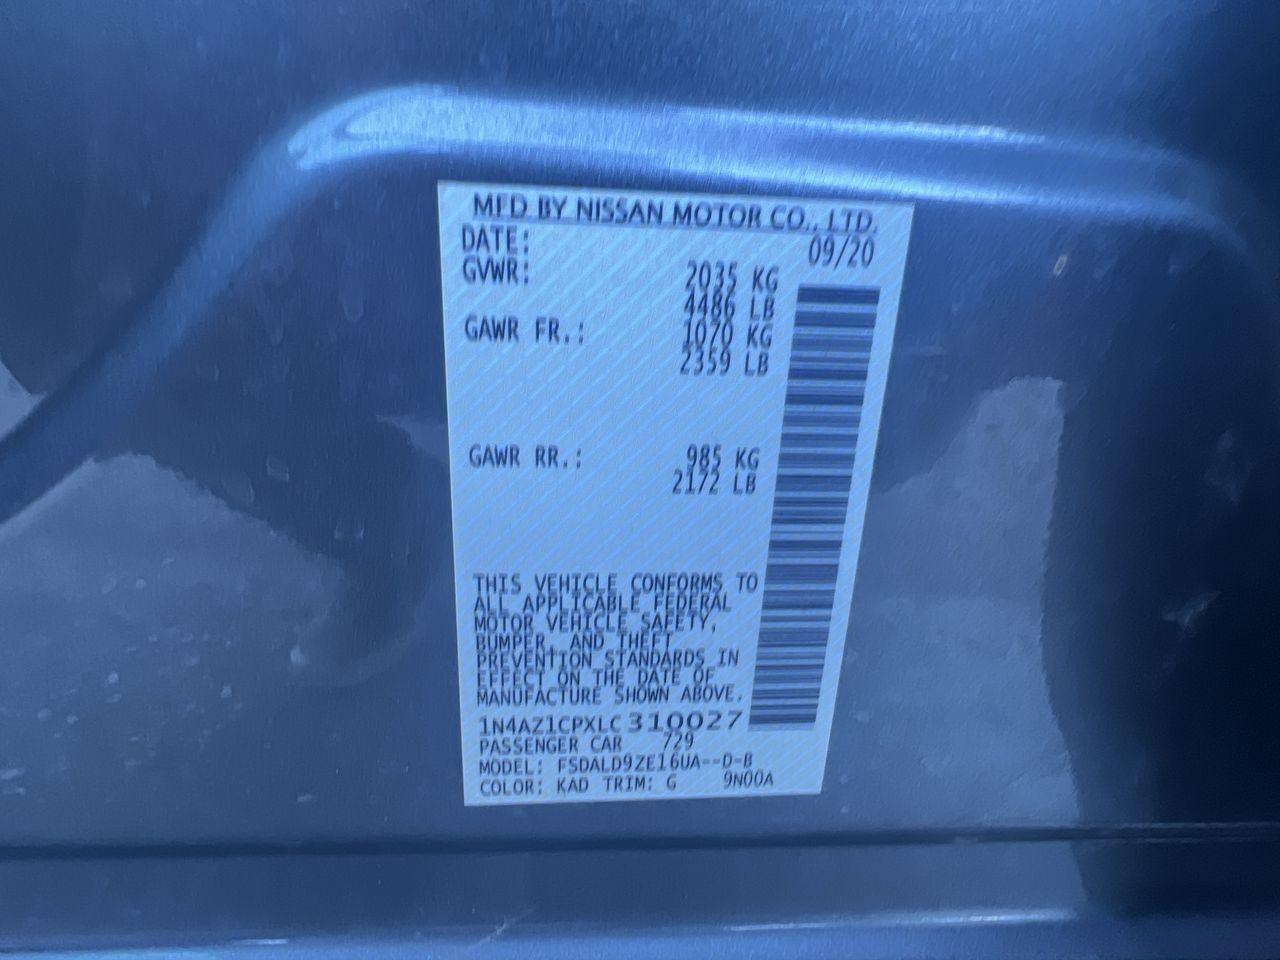 MFD BY NISSAN MOTOR CO., LTD.
DATE: 09/20
GVWR: 2035 KG
4486 LB
GAWR FR.: 1070 KG
2359 LB
GAWR RR.: 985 KG
2172 LB
THIS VEHICLE CONFORMS TO
ALL APPLICABLE FEDERAL
MOTOR VEHICLE SAFETY,
BUMPER, AND THEFT
PREVENTION STANDARDS IN
EFFECT ON THE DATE OF
MANUFACTURE SHOWN ABOVE.
1N4AZ1CPXLC310027
PASSENGER CAR 729
MODEL: FSDALD9ZE16UA--D-B
COLOR: KAD TRIM: G 9N00A